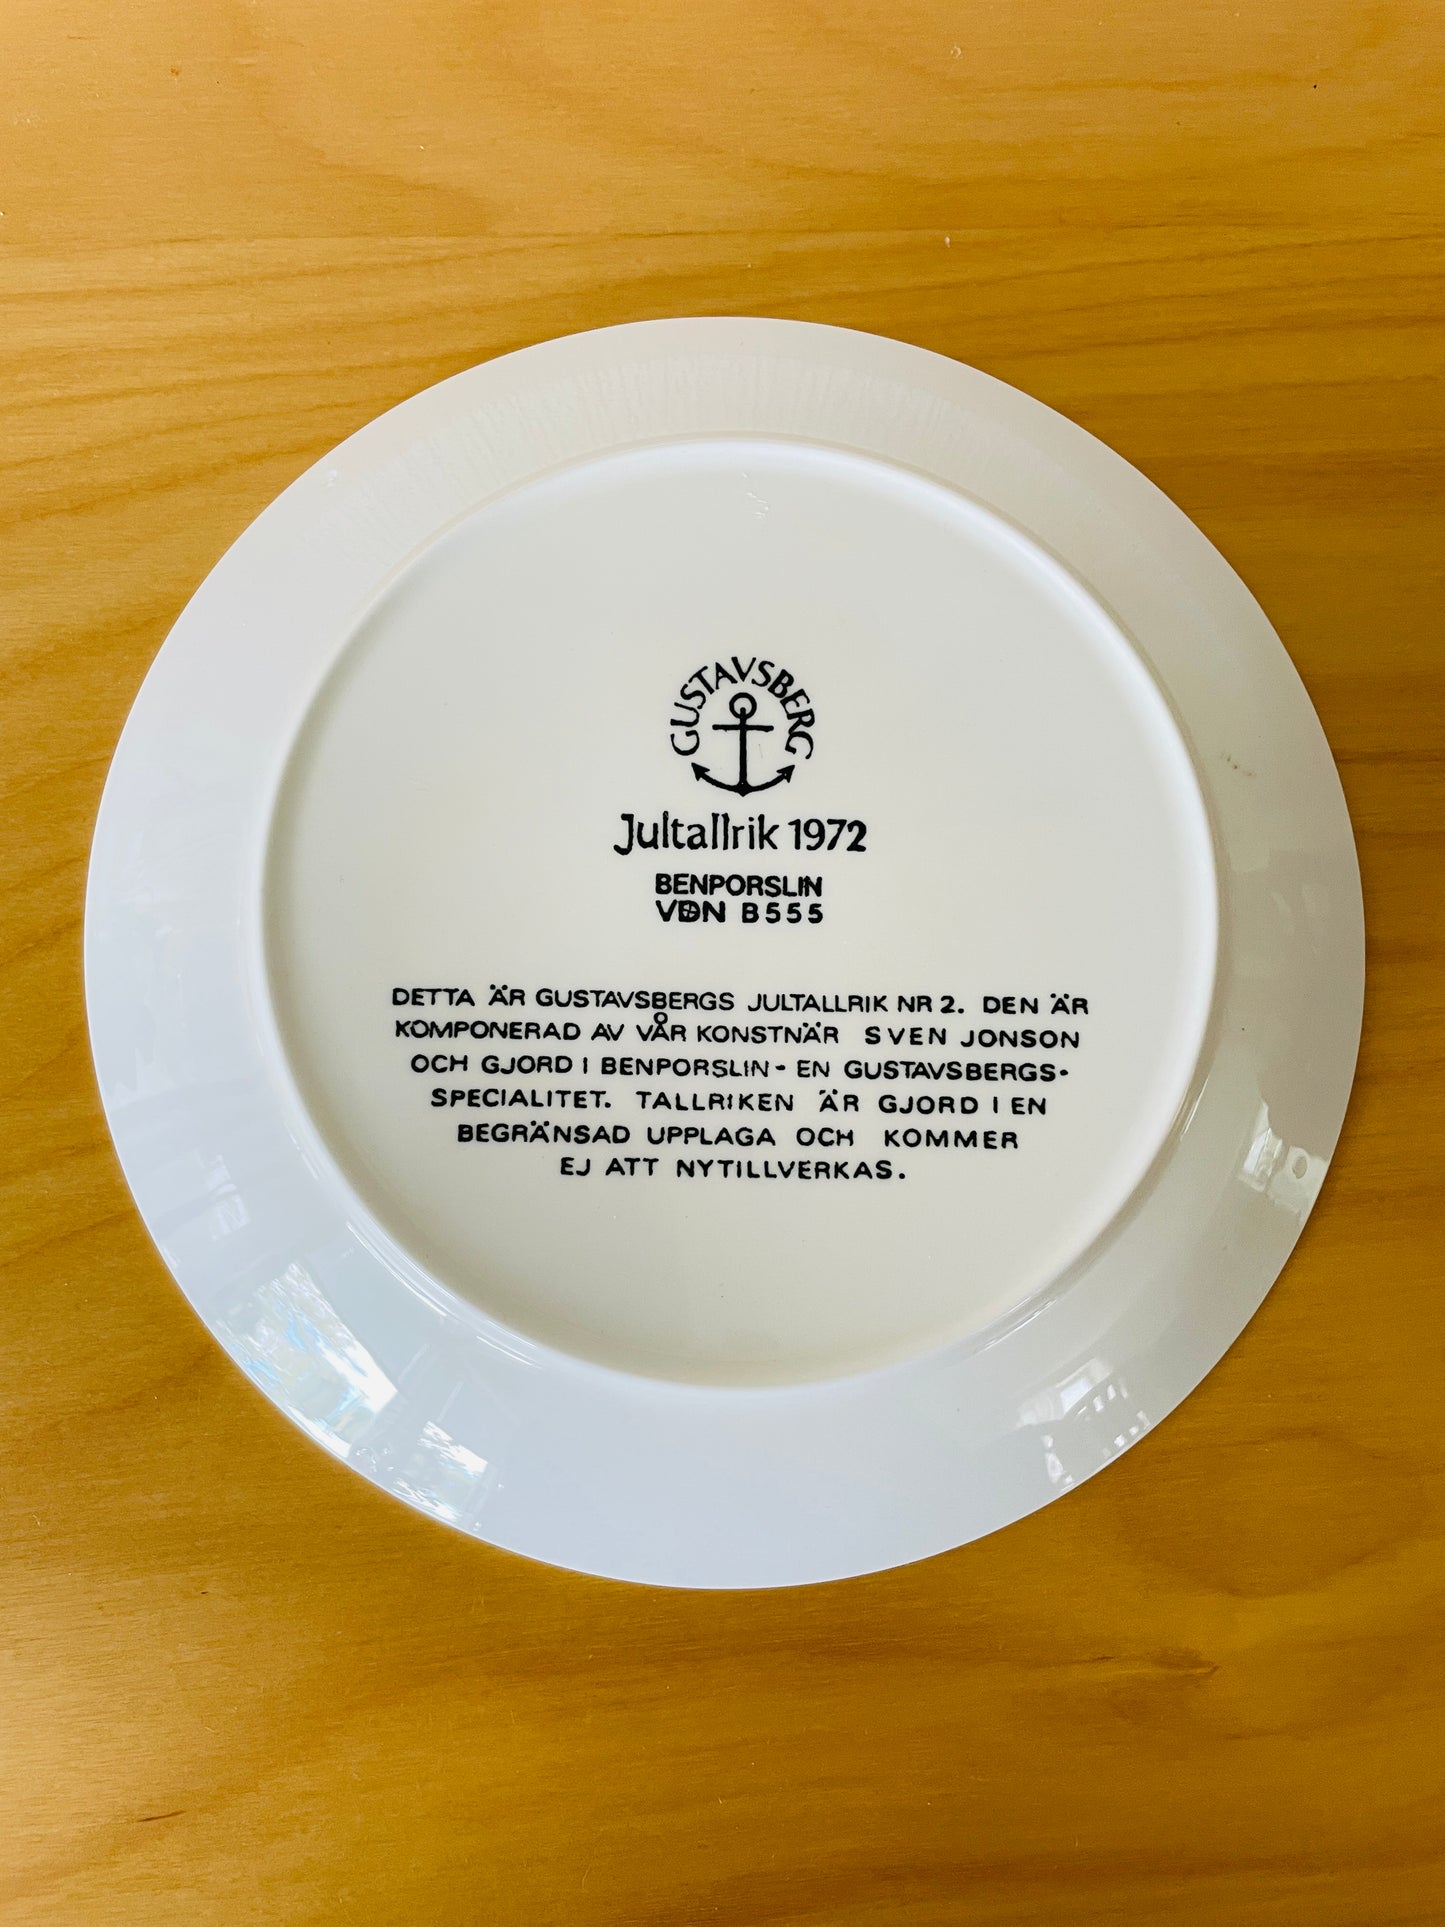 GUSTAVSBERG
Jultallrik 1972
BENPORSLIN
VDN B555
DETTA ÄR GUSTAVSBERGS JULTALLRIK NR 2. DEN ÄR
KOMPONERAD AV VÅR KONSTNÄR SVEN JONSON
OCH GJORD I BENPORSLIN - EN GUSTAVSBERGS-
SPECIALITET. TALLRIKEN ÄR GJORD I EN
BEGRÄNSAD UPPLAGA OCH KOMMER
EJ ATT NYTILLVERKAS.